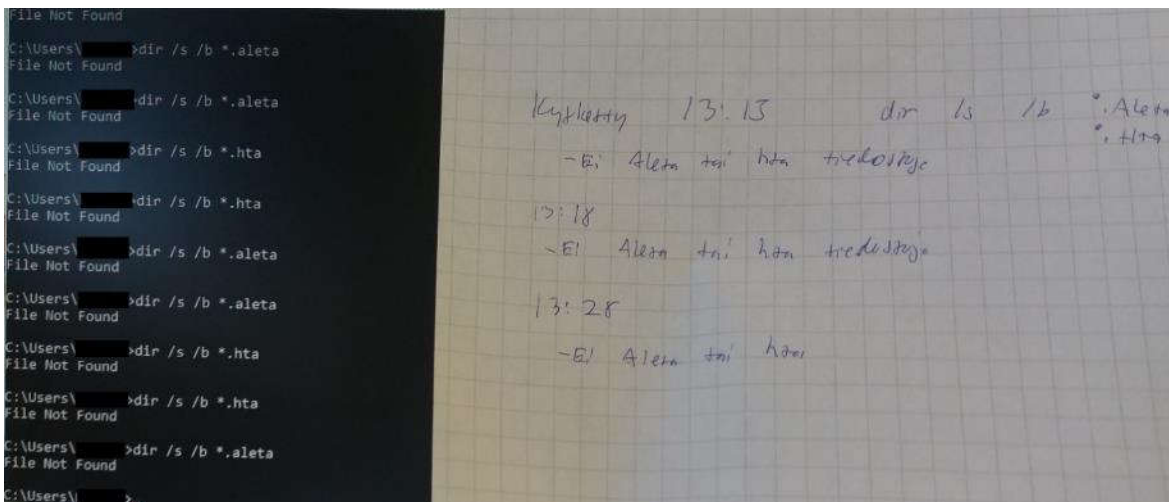 File Not Found
C:\Users\ >dir /s /b *.aleta
File Not Found
C:\Users\ >dir /s /b *.aleta
File Not Found
C:\Users\ >dir /s /b *.hta
File Not Found
C:\Users\ >dir /s /b *.hta
File Not Found
C:\Users\ >dir /s /b *.aleta
File Not Found
C:\Users\ >dir /s /b *.aleta
File Not Found
C:\Users\ >dir /s /b *.hta
File Not Found
C:\Users\ >dir /s /b *.hta
File Not Found
C:\Users\ >dir /s /b *.aleta
File Not Found
C:\Users\ >
Kytketty 13:15 dir /s /b *.Aleta
*.Hta
-Ei Aleta tai hta tiedostoja
13:18
-Ei Aleta tai hta tiedostoja
13:28
-Ei Aleta tai hta